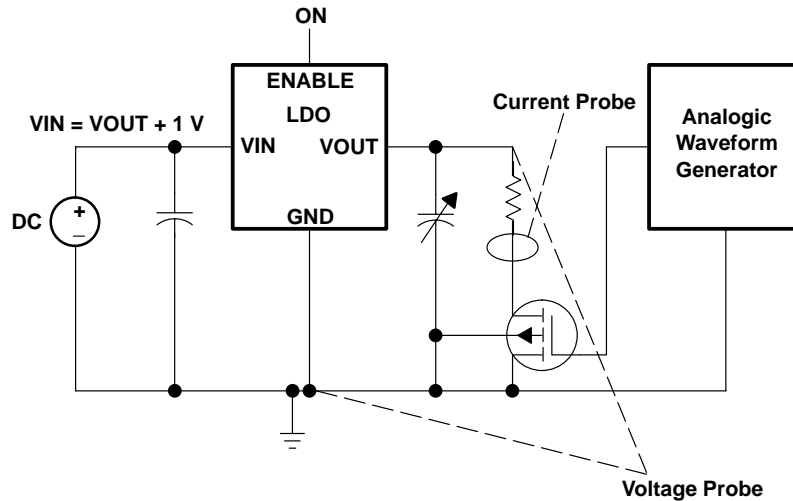 ON
ENABLE
LDO
VIN
VOUT
GND
VIN = VOUT + 1 V
DC
+
–
Current Probe
Analogic
Waveform
Generator
Voltage Probe